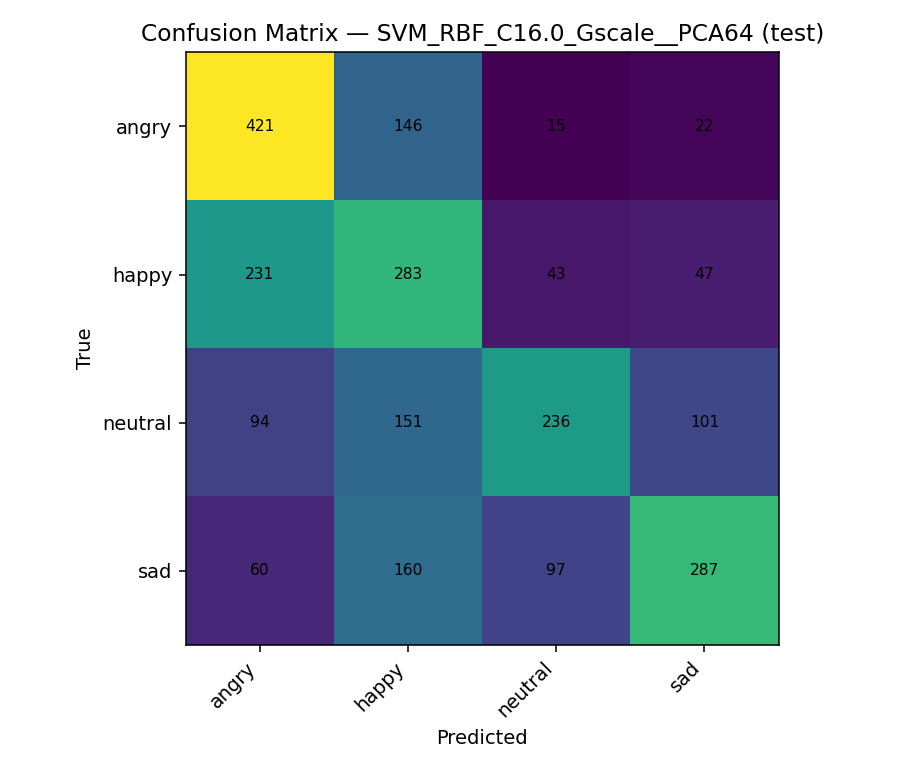 Confusion Matrix — SVM_RBF_C16.0_Gscale__PCA64 (test)
angry 421 146 15 22
happy 231 283 43 47
True
neutral 94 151 236 101
sad 60 160 97 287
angry happy neutral sad
Predicted